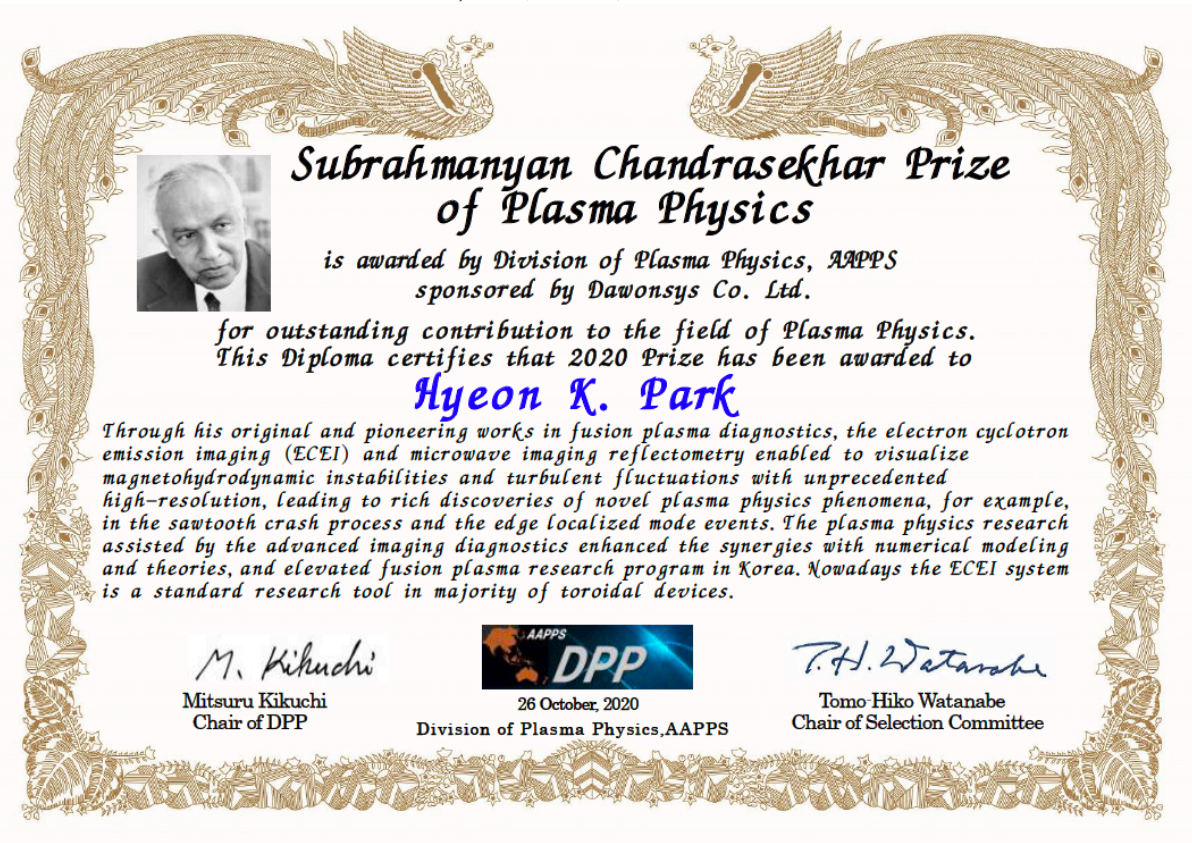 Subrahmanyan Chandrasekhar Prize
of Plasma Physics
is awarded by Division of Plasma Physics, AAPPS
sponsored by Dawonsys Co. Ltd.
for outstanding contribution to the field of Plasma Physics.
This Diploma certifies that 2020 Prize has been awarded to
Hyeon K. Park
Through his original and pioneering works in fusion plasma diagnostics, the electron cyclotron
emission imaging (ECEI) and microwave imaging reflectometry enabled to visualize
magnetohydrodynamic instabilities and turbulent fluctuations with unprecedented
high-resolution, leading to rich discoveries of novel plasma physics phenomena, for example,
in the sawtooth crash process and the edge localized mode events. The plasma physics research
assisted by the advanced imaging diagnostics enhanced the synergies with numerical modeling
and theories, and elevated fusion plasma research program in Korea. Nowadays the ECEI system
is a standard research tool in majority of toroidal devices.
M. Kikuchi
Mitsuru Kikuchi
Chair of DPP
AAPPS
DPP
26 October, 2020
Division of Plasma Physics,AAPPS
T.H. Watanabe
Tomo-Hiko Watanabe
Chair of Selection Committee